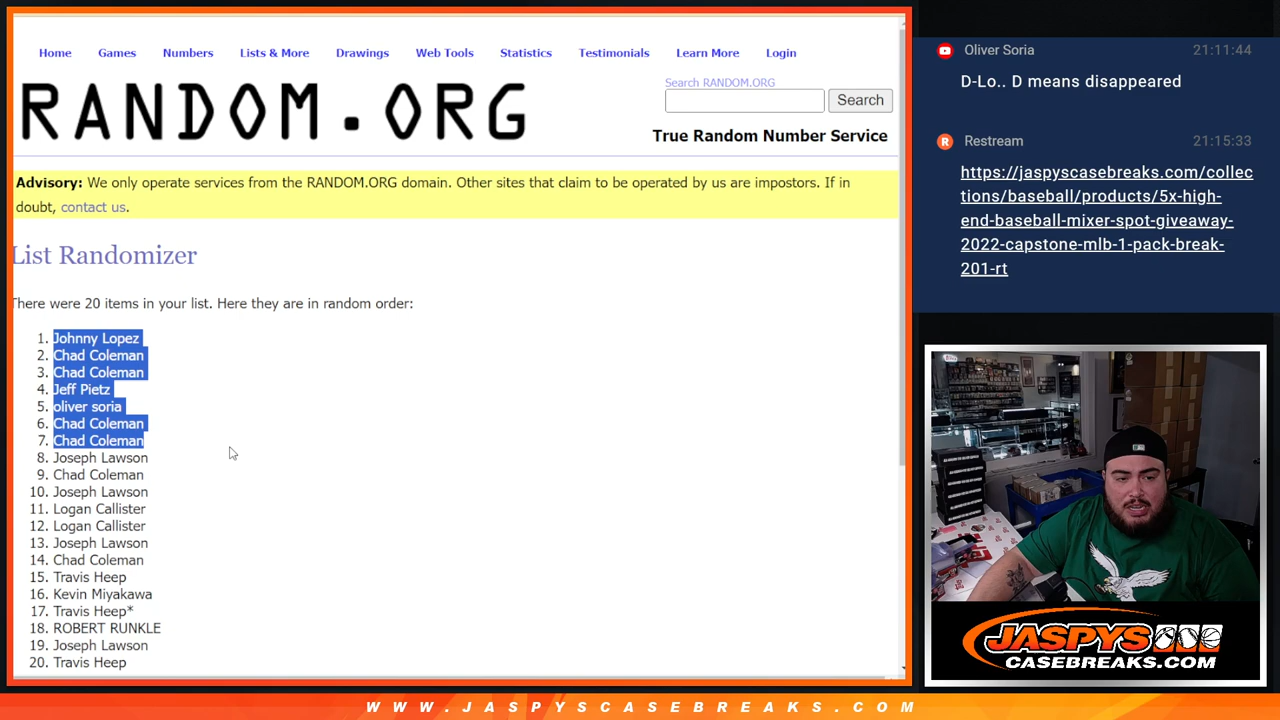 Home Games Numbers Lists & More Drawings Web Tools Statistics Testimonials Learn More Login
RANDOM.ORG
Search RANDOM.ORG
Search
True Random Number Service
Advisory: We only operate services from the RANDOM.ORG domain. Other sites that claim to be operated by us are impostors. If in
doubt, contact us.
List Randomizer
There were 20 items in your list. Here they are in random order:
1. Johnny Lopez
2. Chad Coleman
3. Chad Coleman
4. Jeff Pietz
5. oliver soria
6. Chad Coleman
7. Chad Coleman
8. Joseph Lawson
9. Chad Coleman
10. Joseph Lawson
11. Logan Callister
12. Logan Callister
13. Joseph Lawson
14. Chad Coleman
15. Travis Heep
16. Kevin Miyakawa
17. Travis Heep*
18. ROBERT RUNKLE
19. Joseph Lawson
20. Travis Heep
Oliver Soria 21:11:44
D-Lo.. D means disappeared
Restream 21:15:33
https://jaspyscasebreaks.com/collec
tions/baseball/products/5x-high-
end-baseball-mixer-spot-giveaway-
2022-capstone-mlb-1-pack-break-
201-rt
JASPYS
CASEBREAKS.COM
WWW.JASPYSCASEBREAKS.COM